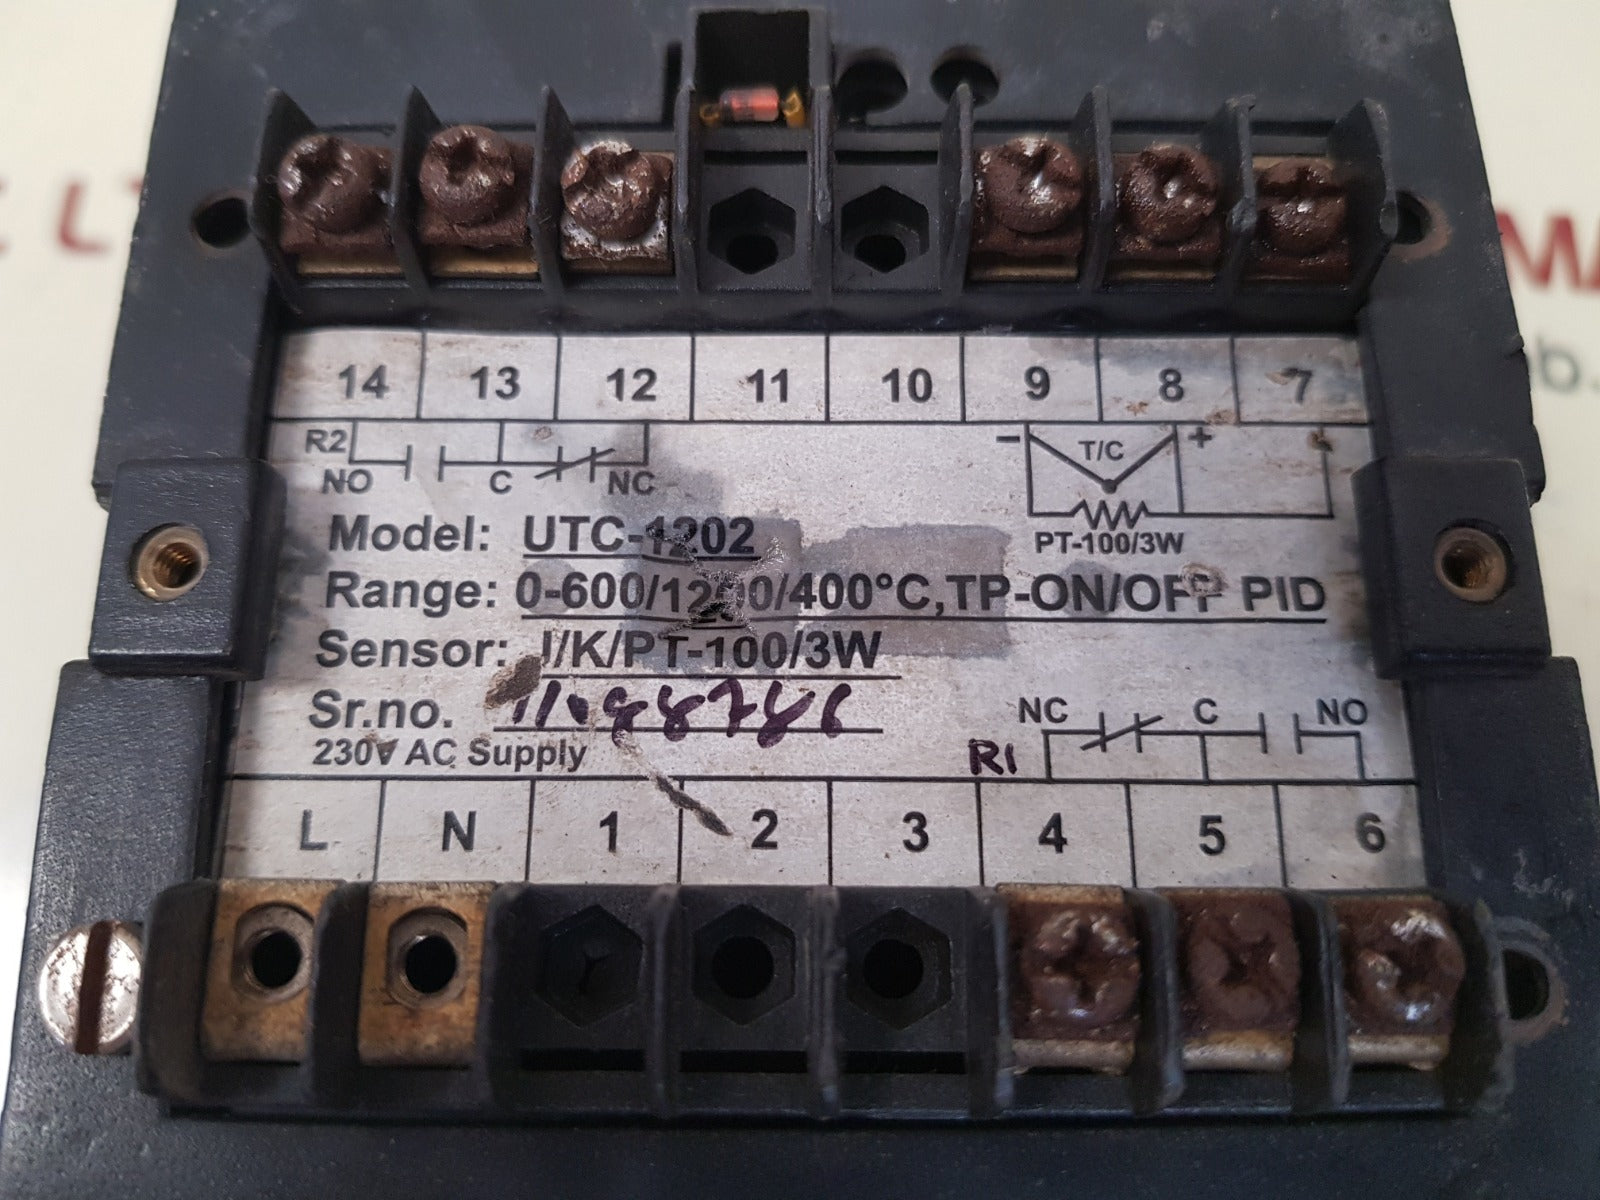 14 13 12 11 10 9 8 7
R2 NO C NC
- T/C +
PT-100/3W
Model: UTC-1202
Range: 0-600/1200/400°C, TP-ON/OFF PID
Sensor: J/K/PT-100/3W
Sr.no.
230V AC Supply
R1 NC C NO
L N 1 2 3 4 5 6